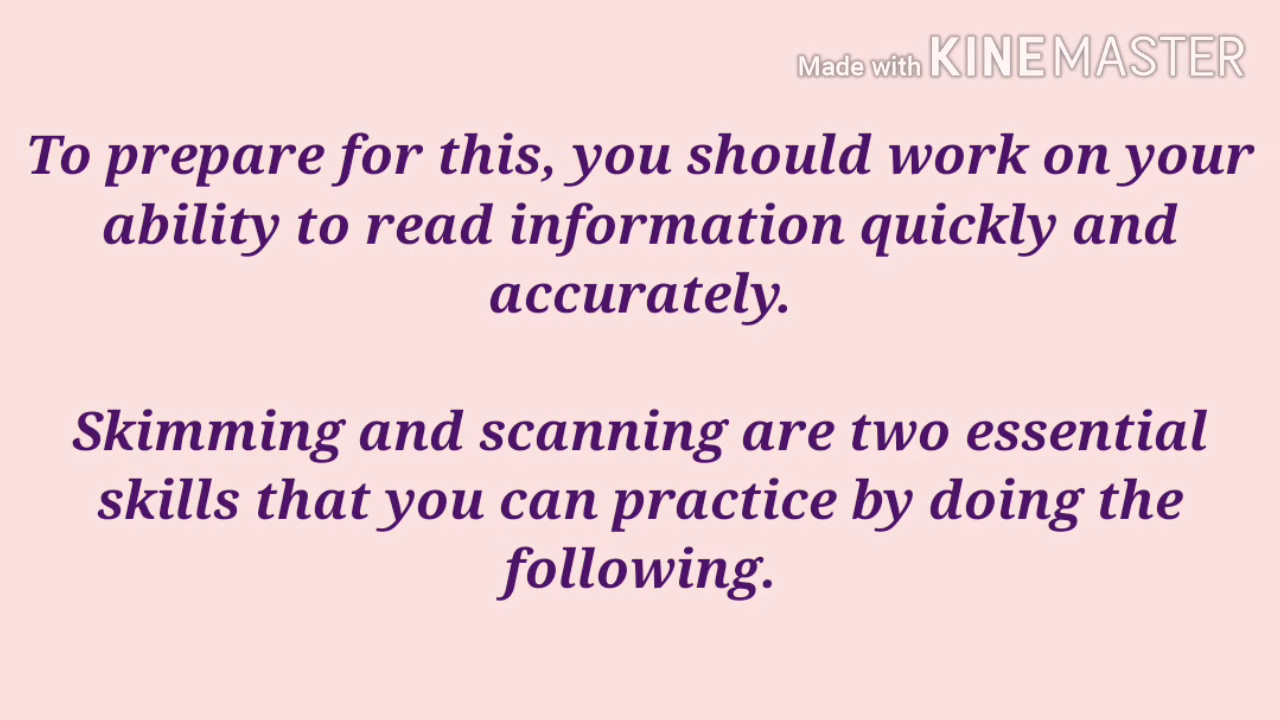 Made with KINEMASTER
To prepare for this, you should work on your
ability to read information quickly and
accurately.
Skimming and scanning are two essential
skills that you can practice by doing the
following.